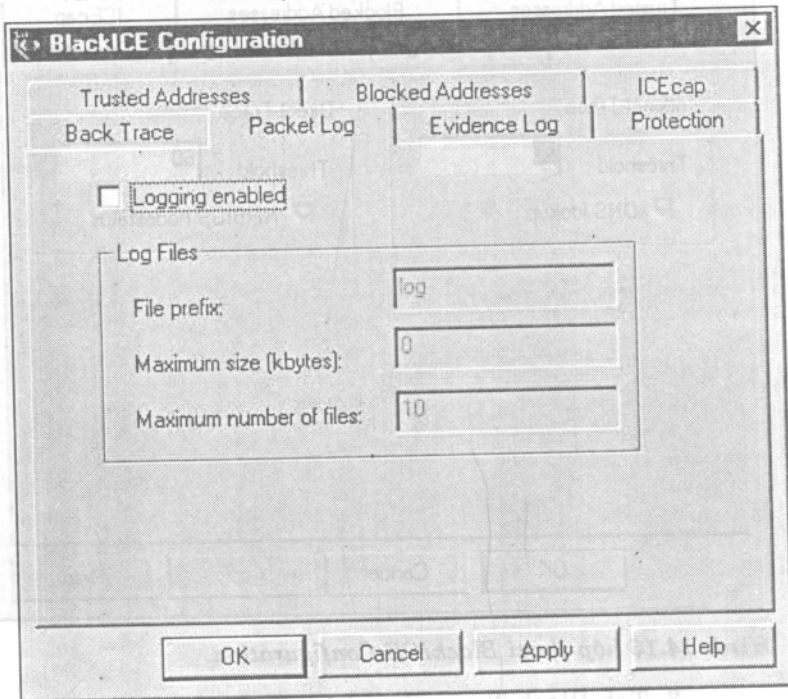 BlackICE Configuration
Trusted Addresses
Blocked Addresses
ICEcap
Back Trace
Packet Log
Evidence Log
Protection
Logging enabled
Log Files
File prefix:
log
Maximum size (kbytes):
0
Maximum number of files:
10
OK
Cancel
Apply
Help